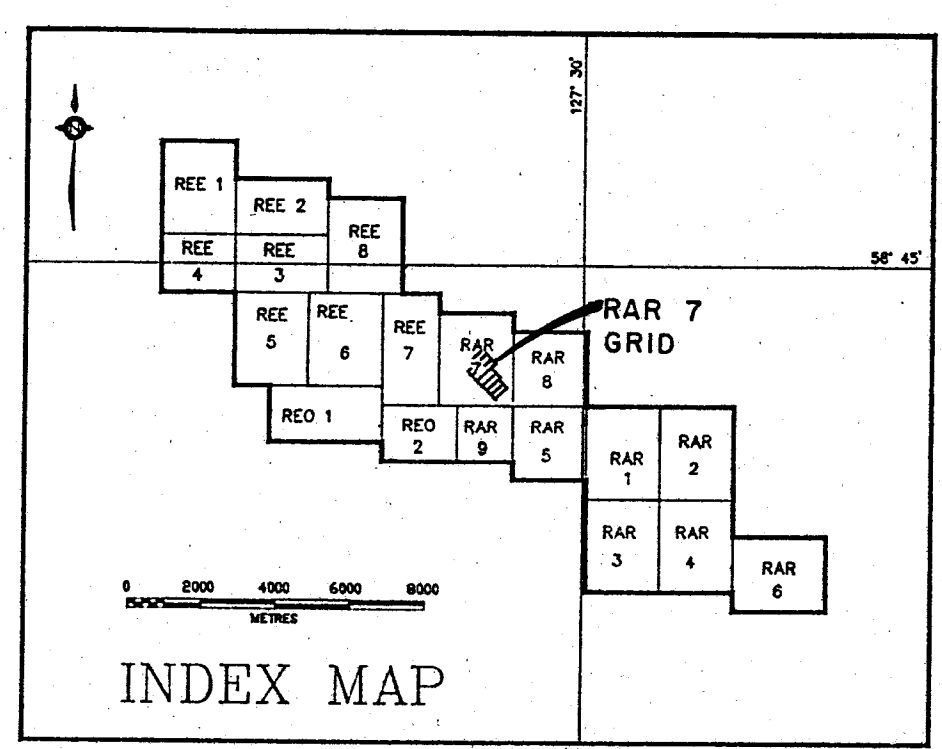 127° 30'
N
REE 1
REE 2
REE
8
REE
4
REE
3
58° 45'
REE
5
REE
6
REE
7
RAR
7
RAR
8
RAR 7
GRID
REO 1
REO
2
RAR
9
RAR
5
RAR
1
RAR
2
RAR
3
RAR
4
RAR
6
0 2000 4000 6000 8000
METRES
INDEX MAP